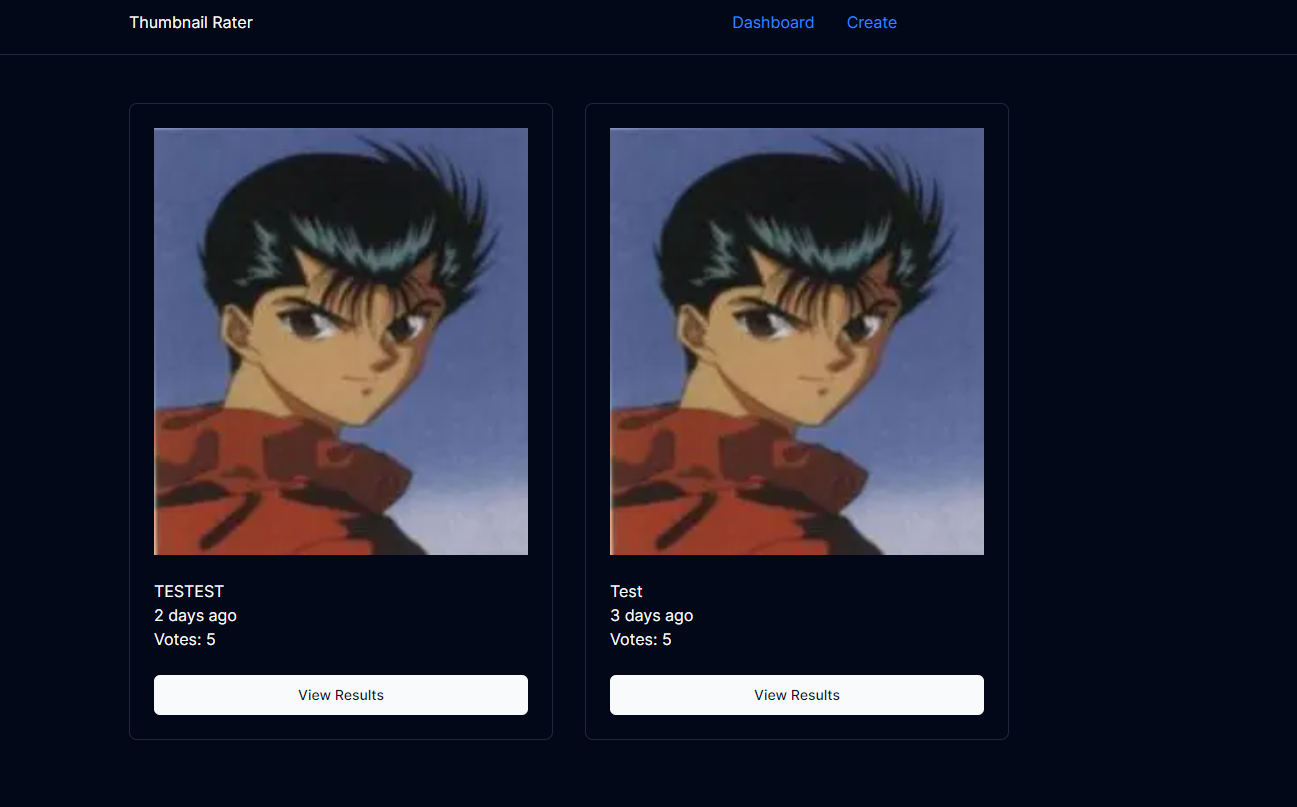 Thumbnail Rater
Dashboard
Create
TESTEST
2 days ago
Votes: 5
View Results
Test
3 days ago
Votes: 5
View Results